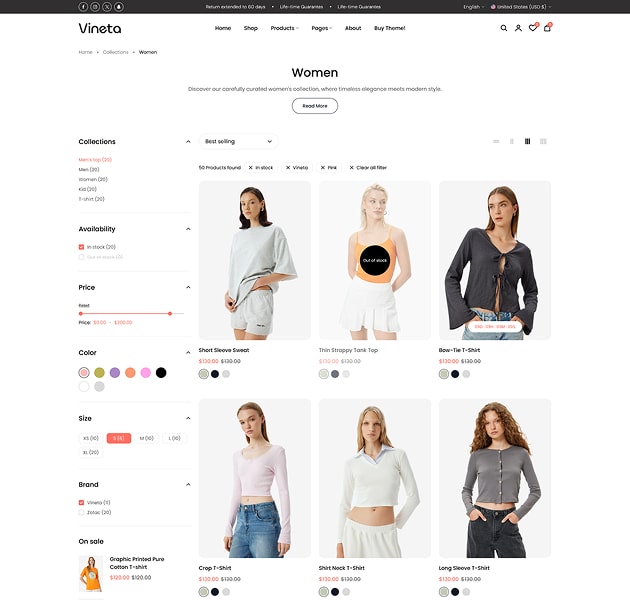 Return extended to 60 days • Life-time Guarantes • Life-time Guarantes
English
United States (USD $)
Vineta
Home Shop Products Pages About Buy Theme!
Home • Collections • Women
Women
Discover our carefully curated women's collection, where timeless elegance meets modern style.
Read More
Collections
Men's top (20)
Men (20)
Women (20)
Kid (20)
T-shirt (20)
Availability
In stock (20)
Out of stock (0)
Price
Reset
Price: $0.00 - $200.00
Color
Size
XS (10) S (8) M (10) L (10)
XL (20)
Brand
Vineta (11)
Zotac (20)
On sale
Graphic Printed Pure
Cotton T-shirt
$120.00 $120.00
Best selling
50 Products found × In stock × Vineta × Pink × Clear all filter
Short Sleeve Sweat
$130.00 $130.00
Out of stock
Thin Strappy Tank Top
$130.00 $130.00
Bow-Tie T-Shirt
$130.00 $130.00
Crop T-Shirt
$130.00 $130.00
Shirt Neck T-Shirt
$130.00 $130.00
Long Sleeve T-Shirt
$130.00 $130.00